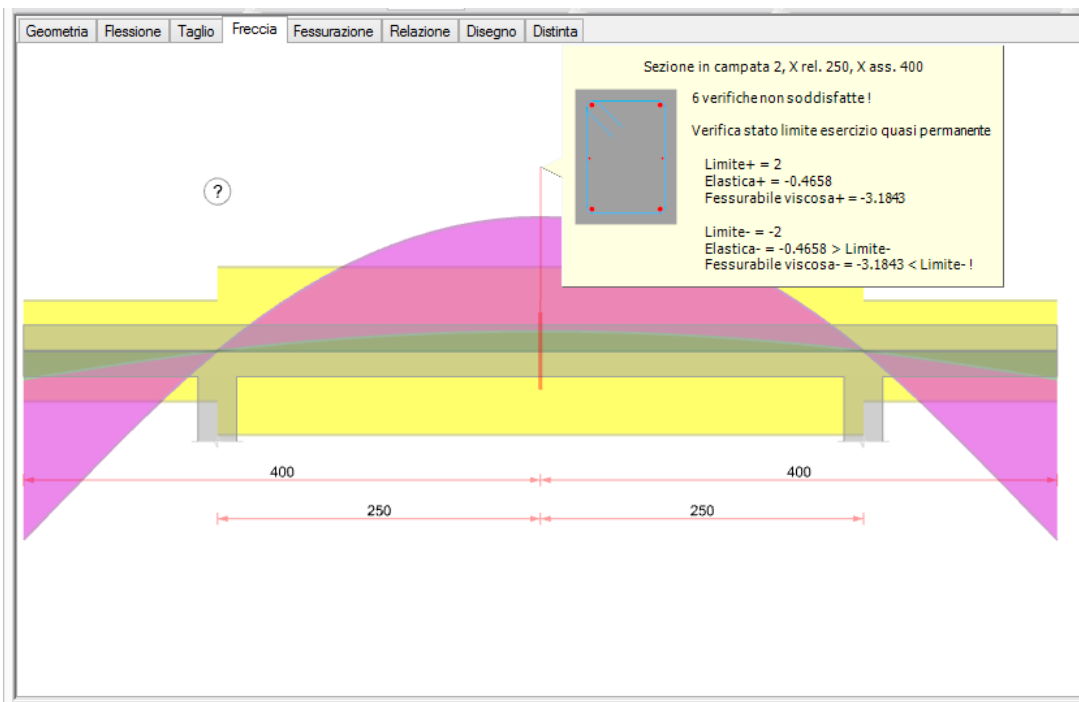 Geometria Flessione Taglio Freccia Fessurazione Relazione Disegno Distinta
Sezione in campata 2, X rel. 250, X ass. 400
6 verifiche non soddisfatte !
Verifica stato limite esercizio quasi permanente
Limite+ = 2
Elastica+ = -0.4658
Fessurabile viscosa+ = -3.1843
Limite- = -2
Elastica- = -0.4658 > Limite-
Fessurabile viscosa- = -3.1843 < Limite- !
?
400 400
250 250